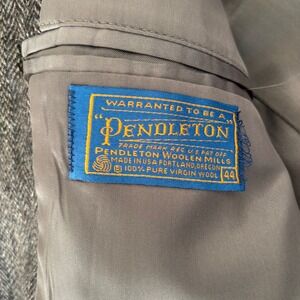 WARRANTED TO BE A
"PENDLETON"
TRADE MARK REG. U.S. PAT. OFF.
PENDLETON WOOLEN MILLS
MADE IN USA PORTLAND, OREGON
100% PURE VIRGIN WOOL
44